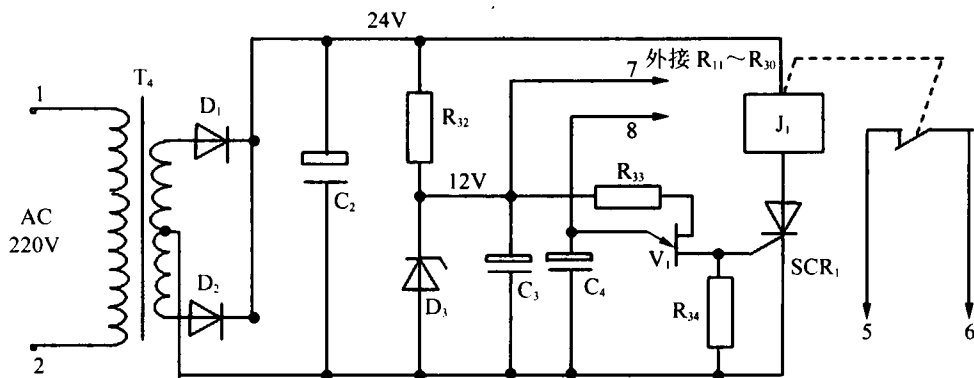 24V
7
外接 R₁₁～R₃₀
T₄
1
D₁
R₃₂
8
J₁
12V
R₃₃
AC
220V
C₂
V₁
SCR₁
D₂
D₃
C₃
C₄
R₃₄
2
5
6